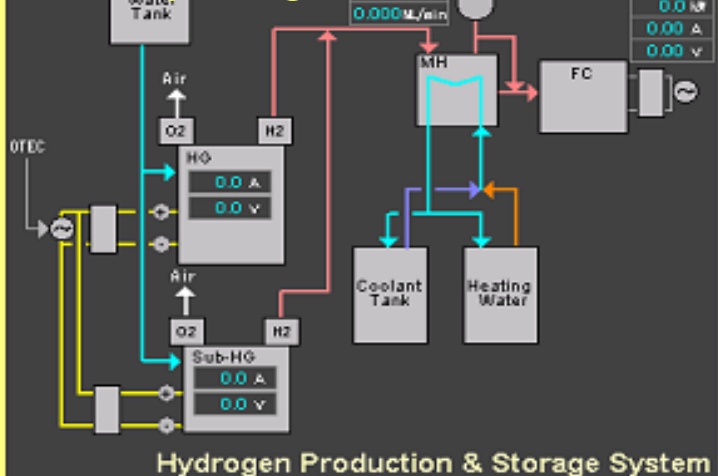 Water
Tank
0.000 NL/min
0.0 kW
0.00 A
0.00 V
Air
MH
FC
O2
H2
OTEC
HG
0.0 A
0.0 V
Air
Coolant
Tank
Heating
Water
O2
H2
Sub-HG
0.0 A
0.0 V
Hydrogen Production & Storage System